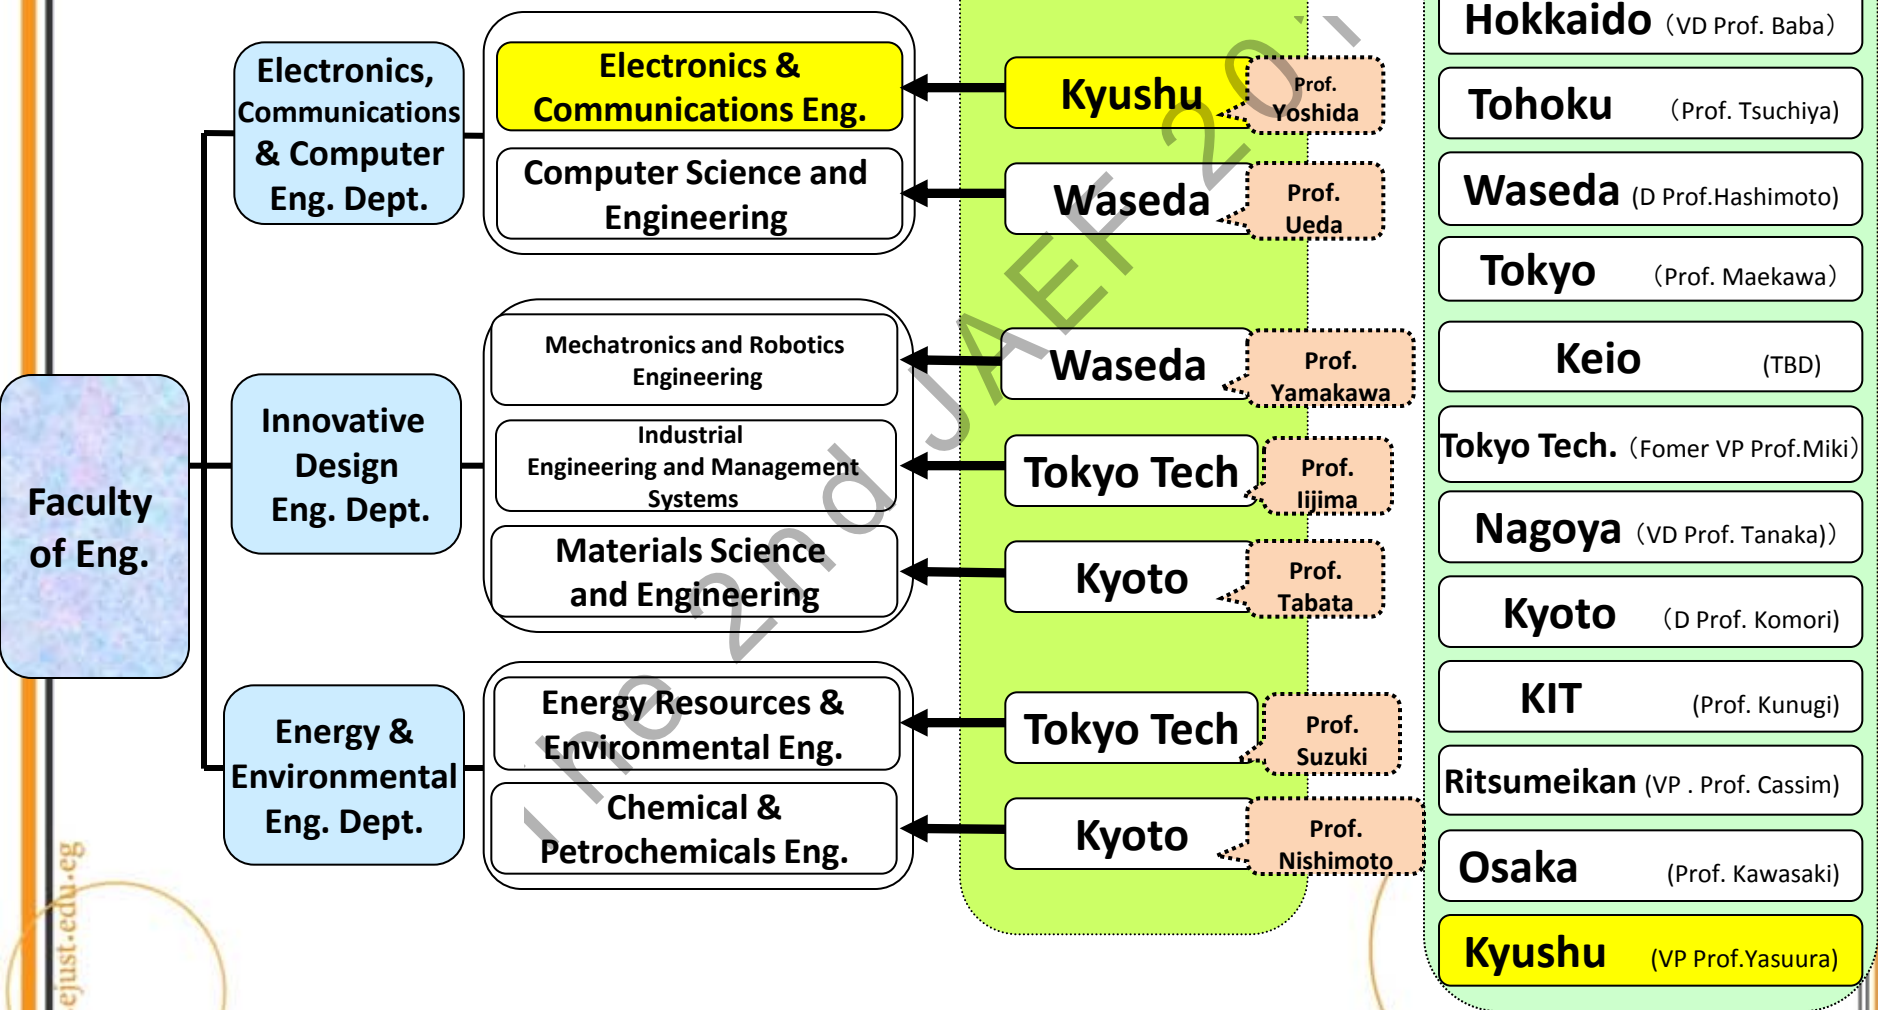 Faculty
of Eng.
Electronics,
Communications
& Computer
Eng. Dept.
Electronics &
Communications Eng.
Kyushu
Prof.
Yoshida
Computer Science and
Engineering
Waseda
Prof.
Ueda
Innovative
Design
Eng. Dept.
Mechatronics and Robotics
Engineering
Waseda
Prof.
Yamakawa
Industrial
Engineering and Management
Systems
Tokyo Tech
Prof.
Iijima
Materials Science
and Engineering
Kyoto
Prof.
Tabata
Energy &
Environmental
Eng. Dept.
Energy Resources &
Environmental Eng.
Tokyo Tech
Prof.
Suzuki
Chemical &
Petrochemicals Eng.
Kyoto
Prof.
Nishimoto
Hokkaido（VD Prof. Baba）
Tohoku （Prof. Tsuchiya)
Waseda (D Prof.Hashimoto)
Tokyo （Prof. Maekawa）
Keio (TBD)
Tokyo Tech.（Fomer VP Prof.Miki）
Nagoya（VD Prof. Tanaka)）
Kyoto （D Prof. Komori)
KIT (Prof. Kunugi)
Ritsumeikan (VP . Prof. Cassim)
Osaka (Prof. Kawasaki)
Kyushu (VP Prof.Yasuura)
ejust.edu.eg
The 2nd JAEF 201